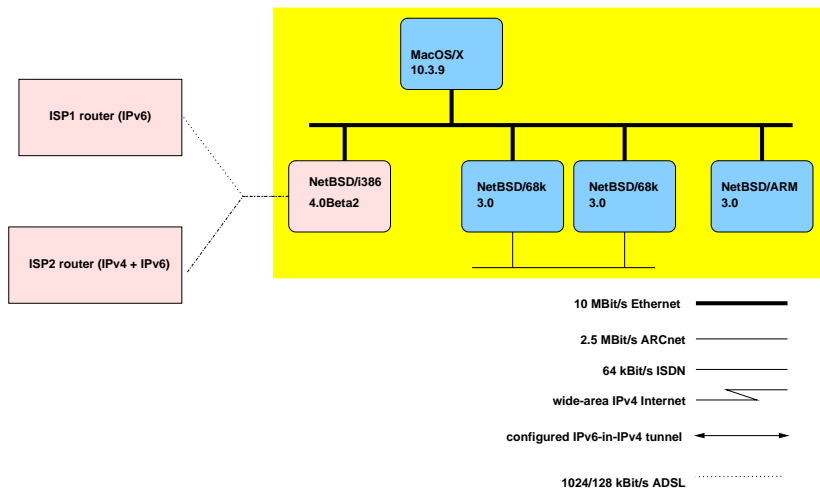 MacOS/X
10.3.9
ISP1 router (IPv6)
NetBSD/i386
4.0Beta2
NetBSD/68k
3.0
NetBSD/68k
3.0
NetBSD/ARM
3.0
ISP2 router (IPv4 + IPv6)
10 MBit/s Ethernet
2.5 MBit/s ARCnet
64 kBit/s ISDN
wide-area IPv4 Internet
configured IPv6-in-IPv4 tunnel
1024/128 kBit/s ADSL